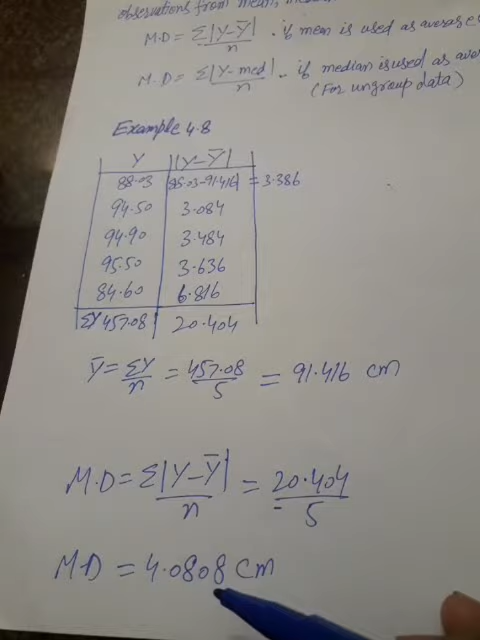 observations from mean,
M.D = Σ|Y-Ȳ| / n . if mean is used as average
M.D = Σ|Y-med| / n . if median is used as
(For ungroup data)
Example 4.8
Y |Y-Ȳ|
88.03 |88.03-91.416| = 3.386
94.50 3.084
94.90 3.484
95.50 3.636
84.60 6.816
ΣY 457.08 20.404
Ȳ = ΣY / n = 457.08 / 5 = 91.416 cm
M.D = Σ|Y-Ȳ| / n = 20.404 / 5
M.D = 4.0808 cm